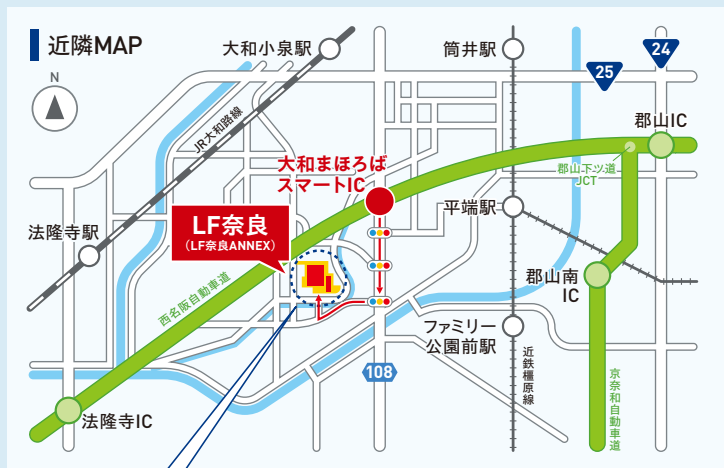 近隣MAP
N
大和小泉駅
筒井駅
24
25
JR大和路線
郡山IC
大和まほろば
スマートIC
郡山下ツ道
JCT
LF奈良
(LF奈良ANNEX)
法隆寺駅
平端駅
郡山南
IC
西名阪自動車道
ファミリー
公園前駅
108
近鉄橿原線
京奈和自動車道
法隆寺IC